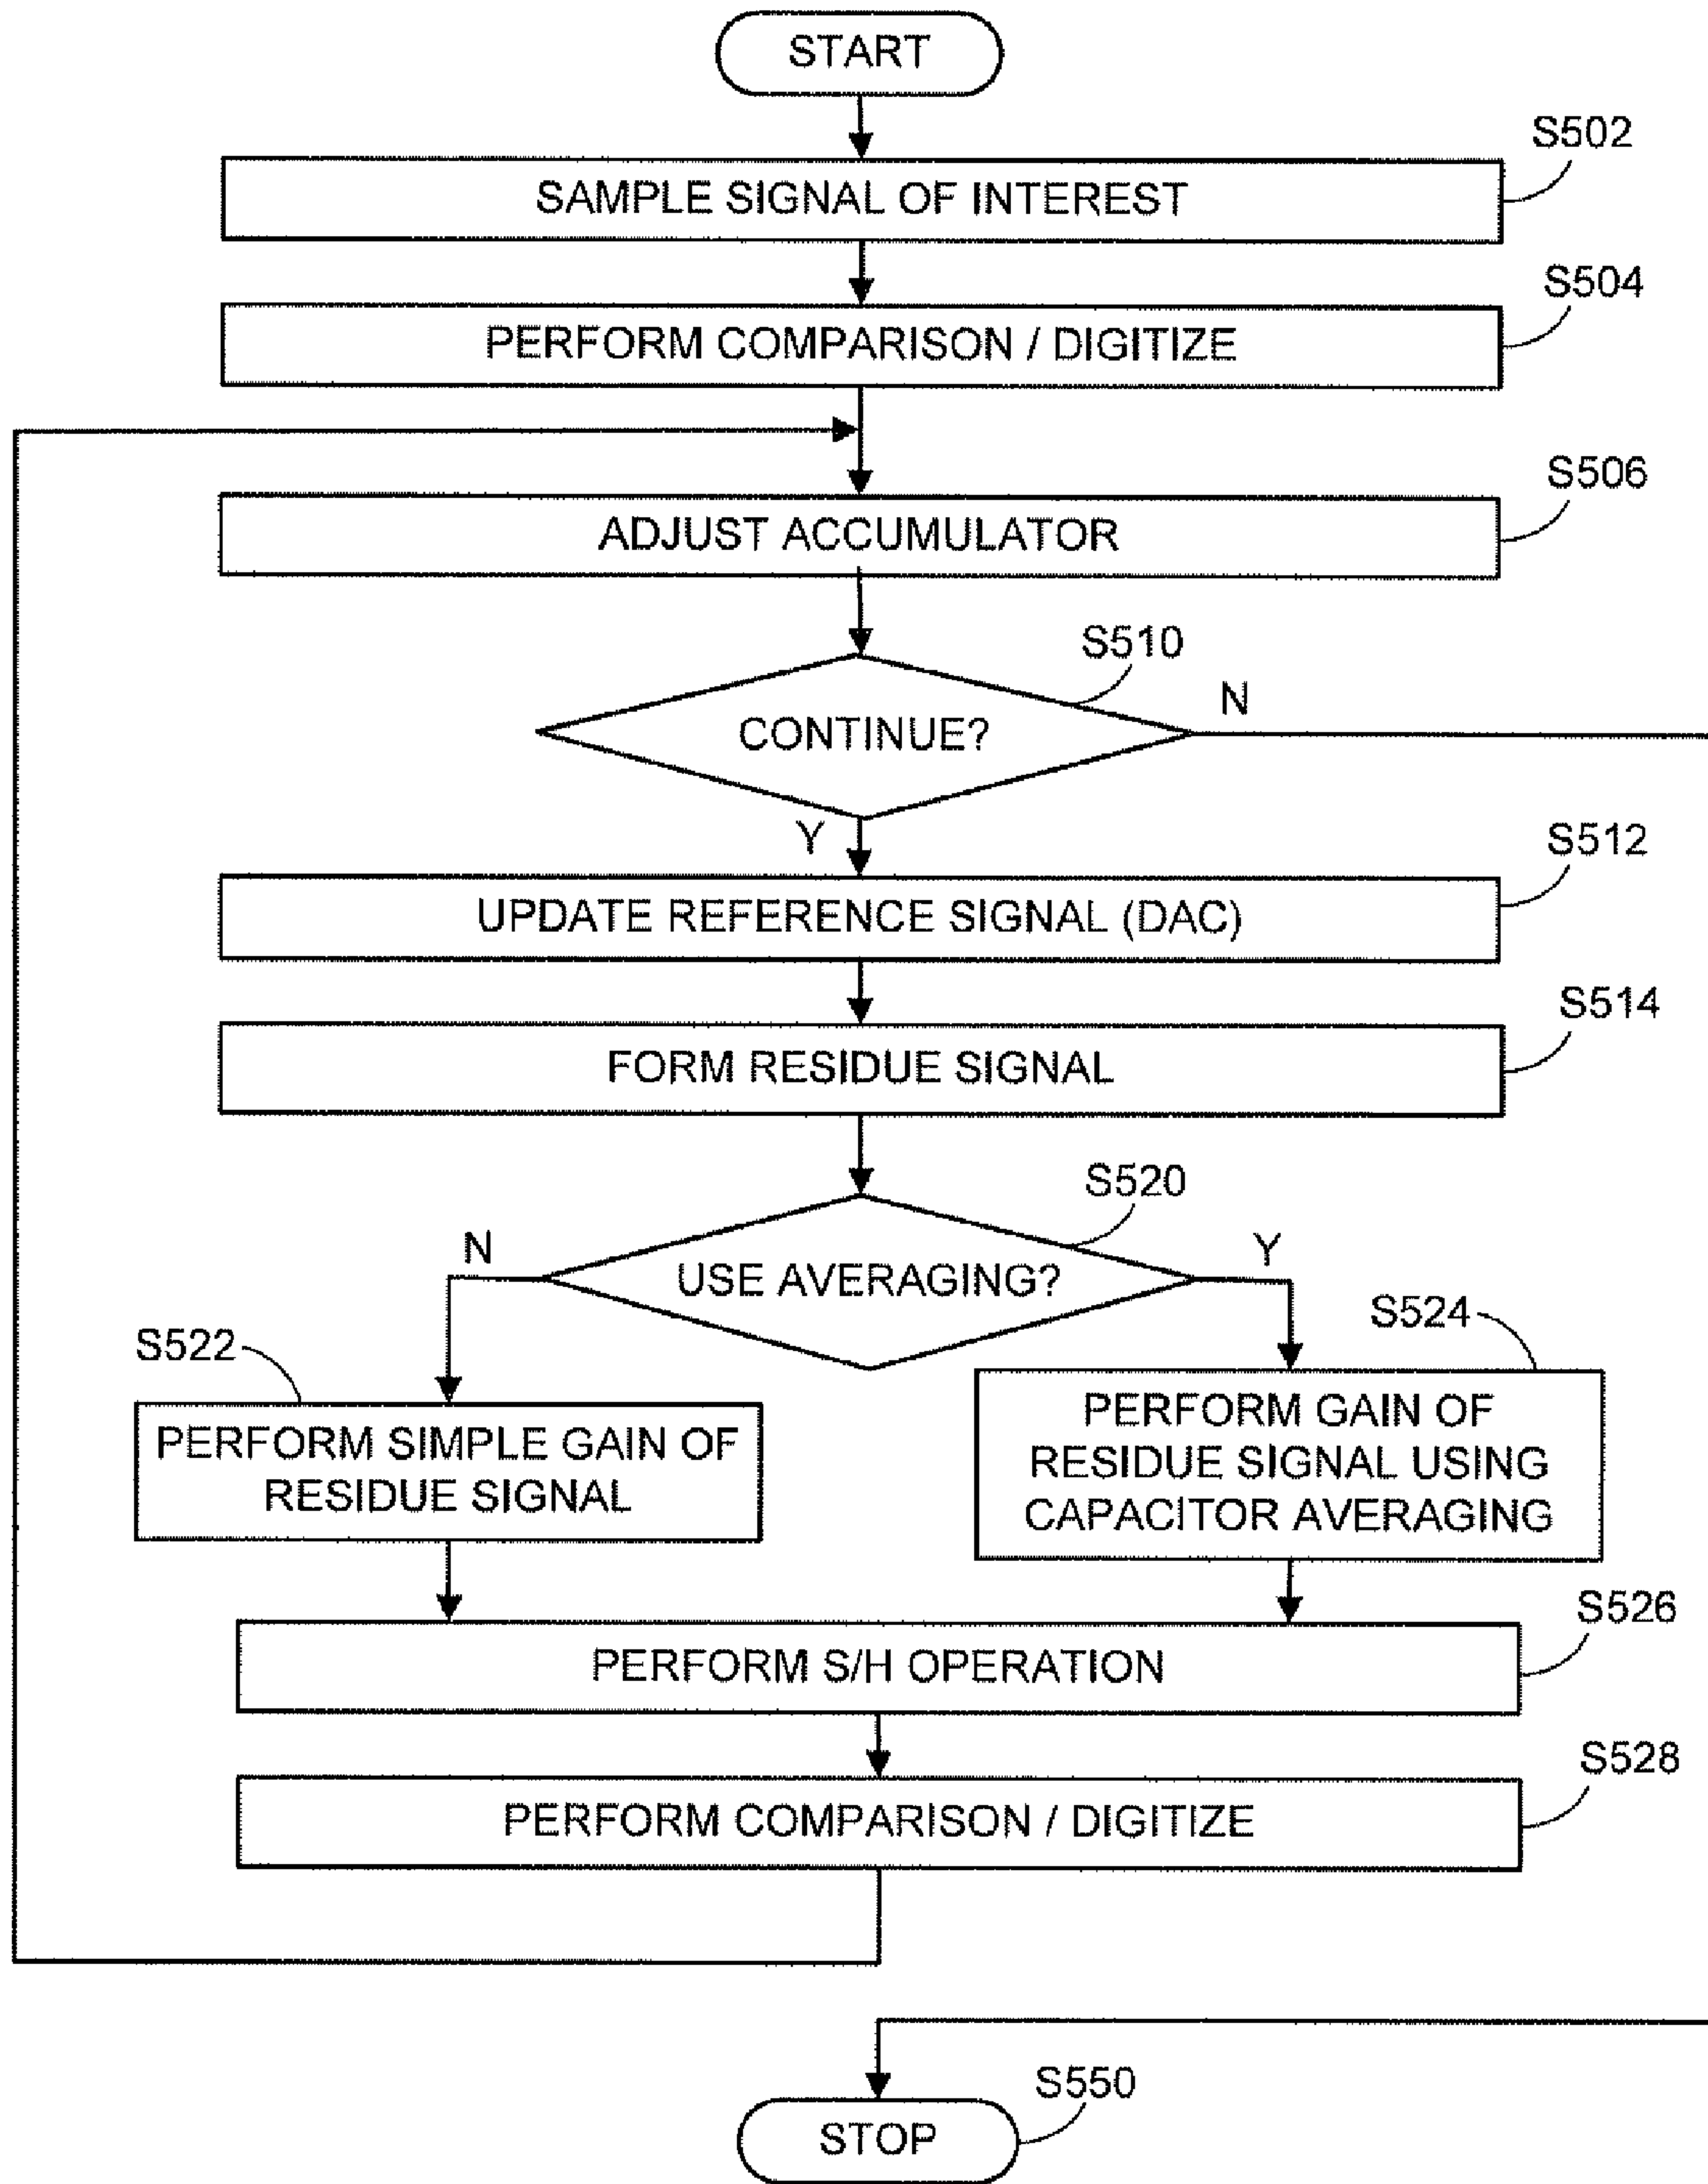 START
S502
SAMPLE SIGNAL OF INTEREST
S504
PERFORM COMPARISON / DIGITIZE
S506
ADJUST ACCUMULATOR
S510
CONTINUE?
N
Y
S512
UPDATE REFERENCE SIGNAL (DAC)
S514
FORM RESIDUE SIGNAL
S520
USE AVERAGING?
N
Y
S522
PERFORM SIMPLE GAIN OF
RESIDUE SIGNAL
S524
PERFORM GAIN OF
RESIDUE SIGNAL USING
CAPACITOR AVERAGING
S526
PERFORM S/H OPERATION
S528
PERFORM COMPARISON / DIGITIZE
S550
STOP